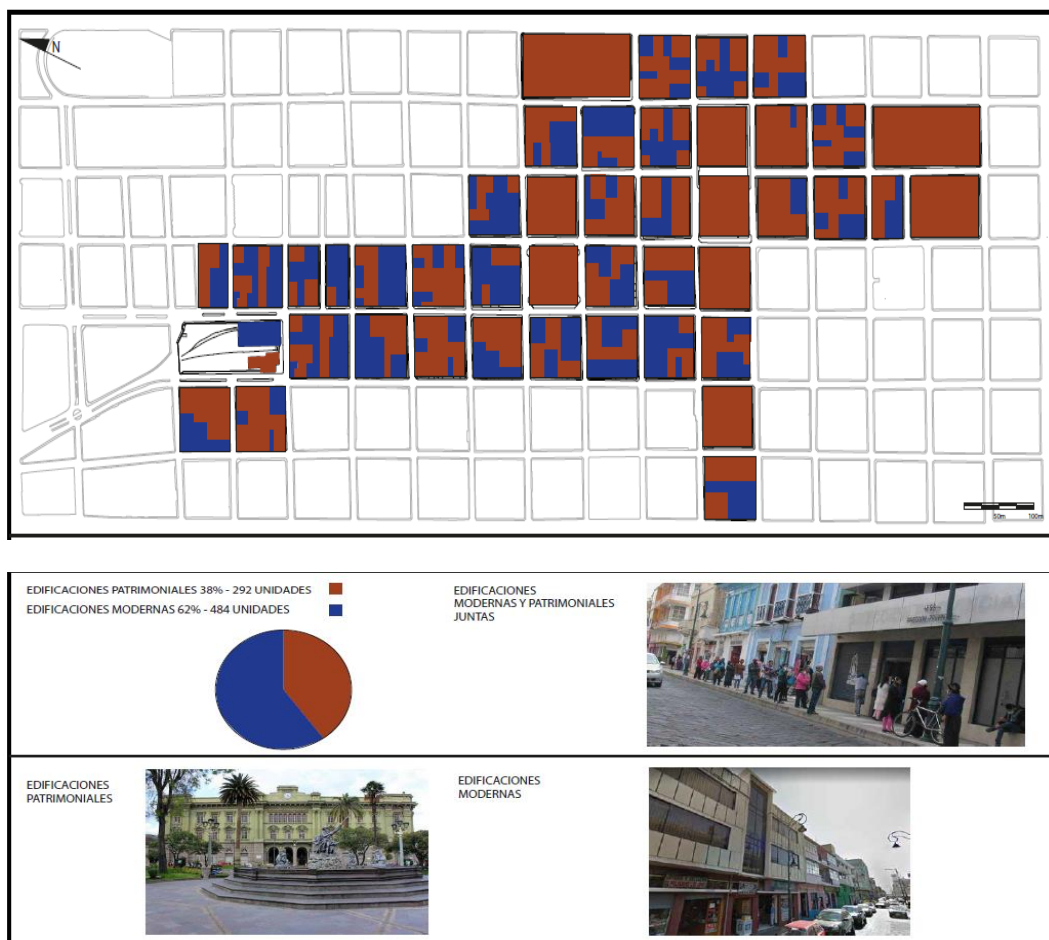 N
50m
100m
EDIFICACIONES PATRIMONIALES 38% - 292 UNIDADES
EDIFICACIONES MODERNAS 62% - 484 UNIDADES
EDIFICACIONES
MODERNAS Y PATRIMONIALES
JUNTAS
EDIFICACIONES
PATRIMONIALES
EDIFICACIONES
MODERNAS